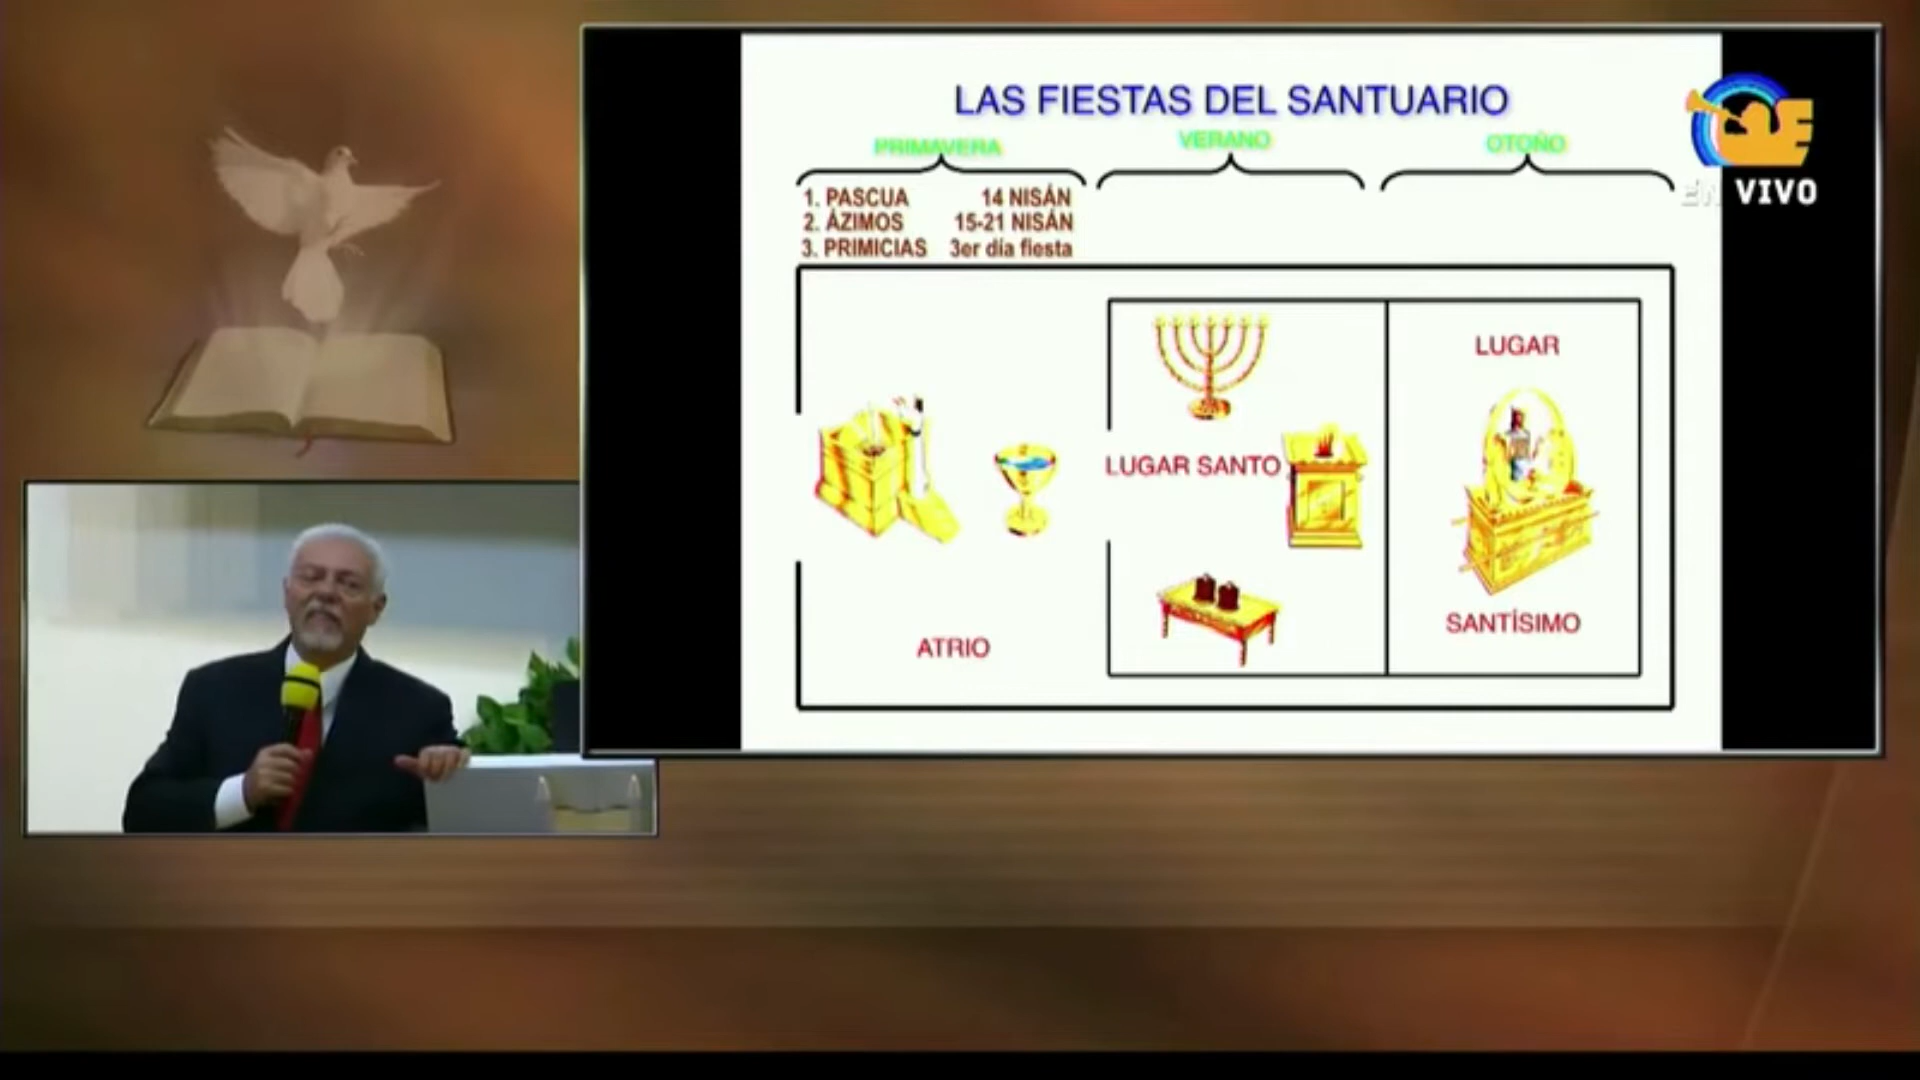 LAS FIESTAS DEL SANTUARIO
PRIMAVERA VERANO OTOÑO
1. PASCUA 14 NISÁN
2. ÁZIMOS 15-21 NISÁN
3. PRIMICIAS 3er día fiesta
E
EN VIVO
LUGAR
LUGAR SANTO
SANTÍSIMO
ATRIO